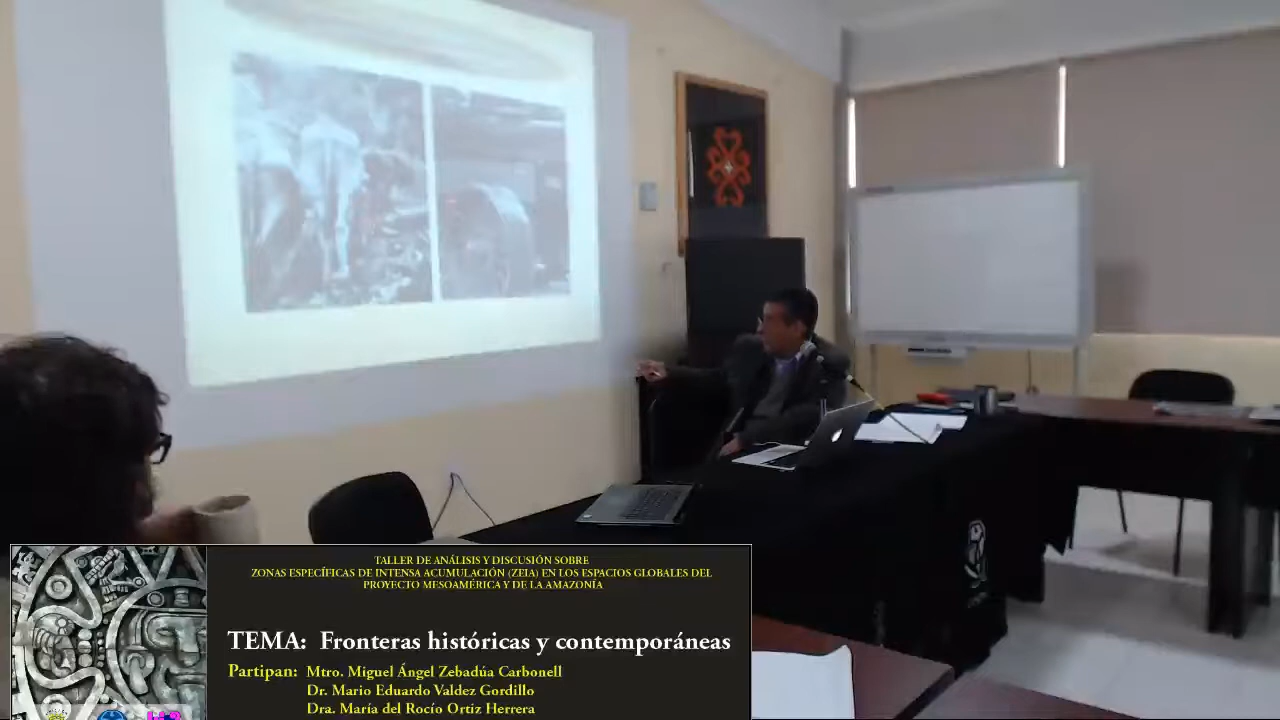 TALLER DE ANÁLISIS Y DISCUSIÓN SOBRE
ZONAS ESPECÍFICAS DE INTENSA ACUMULACIÓN (ZEIA) EN LOS ESPACIOS GLOBALES DEL
PROYECTO MESOAMÉRICA Y DE LA AMAZONÍA
TEMA: Fronteras históricas y contemporáneas
Partipan: Mtro. Miguel Ángel Zebadúa Carbonell
Dr. Mario Eduardo Valdez Gordillo
Dra. María del Rocío Ortíz Herrera